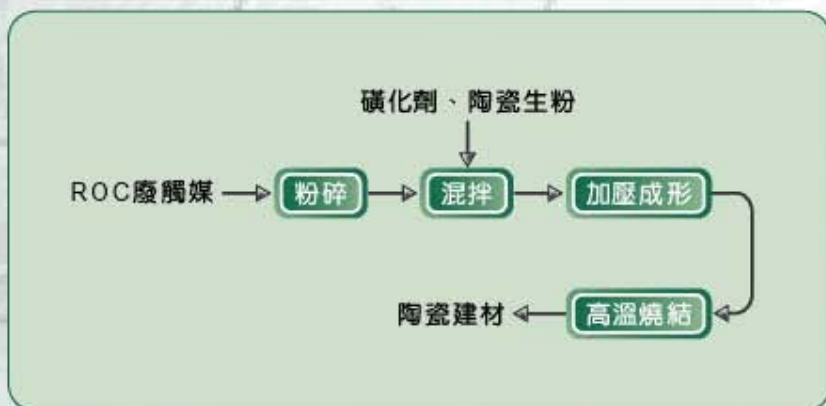 磺化劑、陶瓷生粉
ROC廢觸媒
粉碎
混拌
加壓成形
高溫燒結
陶瓷建材